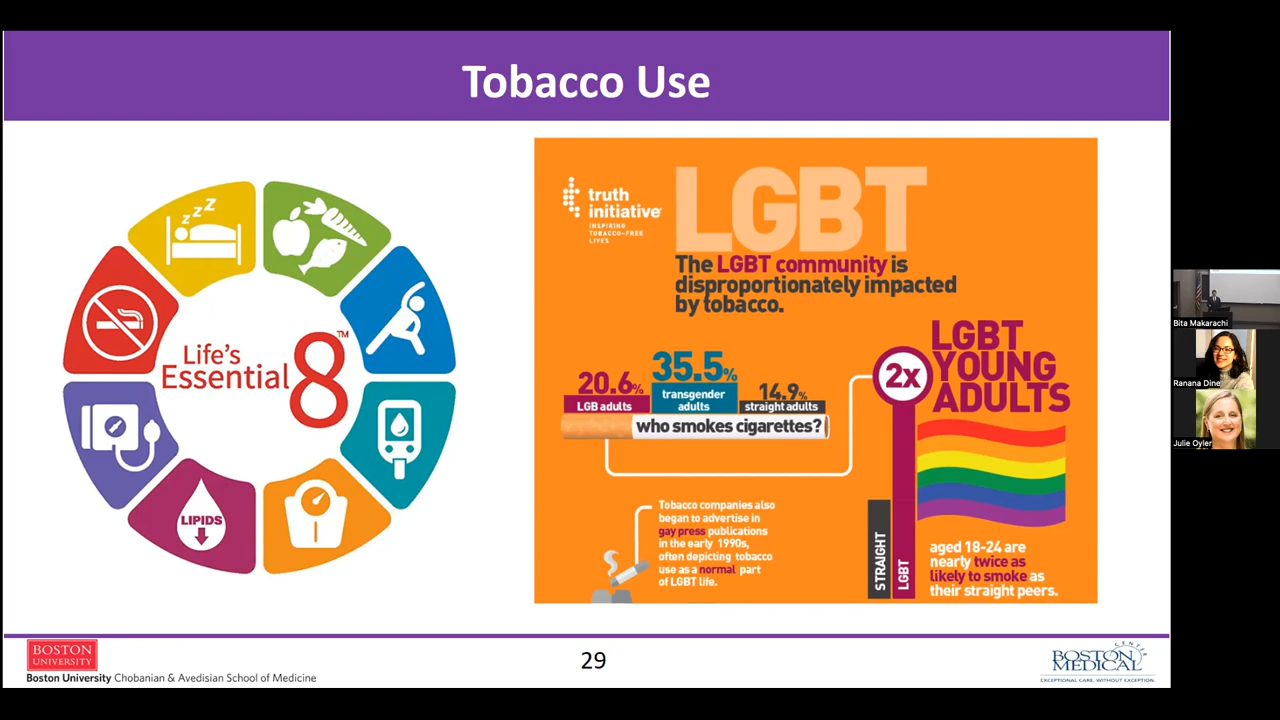 Tobacco Use
Life's
Essential 8™
LIPIDS
truth
initiative
INSPIRING
TOBACCO-FREE
LIVES
LGBT
The LGBT community is
disproportionately impacted
by tobacco.
20.6%
LGB adults
35.5%
transgender
adults
14.9%
straight adults
who smokes cigarettes?
2x
LGBT
YOUNG
ADULTS
STRAIGHT
LGBT
aged 18-24 are
nearly twice as
likely to smoke as
their straight peers.
Tobacco companies also
began to advertise in
gay press publications
in the early 1990s,
often depicting tobacco
use as a normal part
of LGBT life.
BOSTON
UNIVERSITY
Boston University Chobanian & Avedisian School of Medicine
29
BOSTON
MEDICAL
CENTER
EXCEPTIONAL CARE. WITHOUT EXCEPTION
Bita Makarachi
Ranana Dine
Julie Oyler